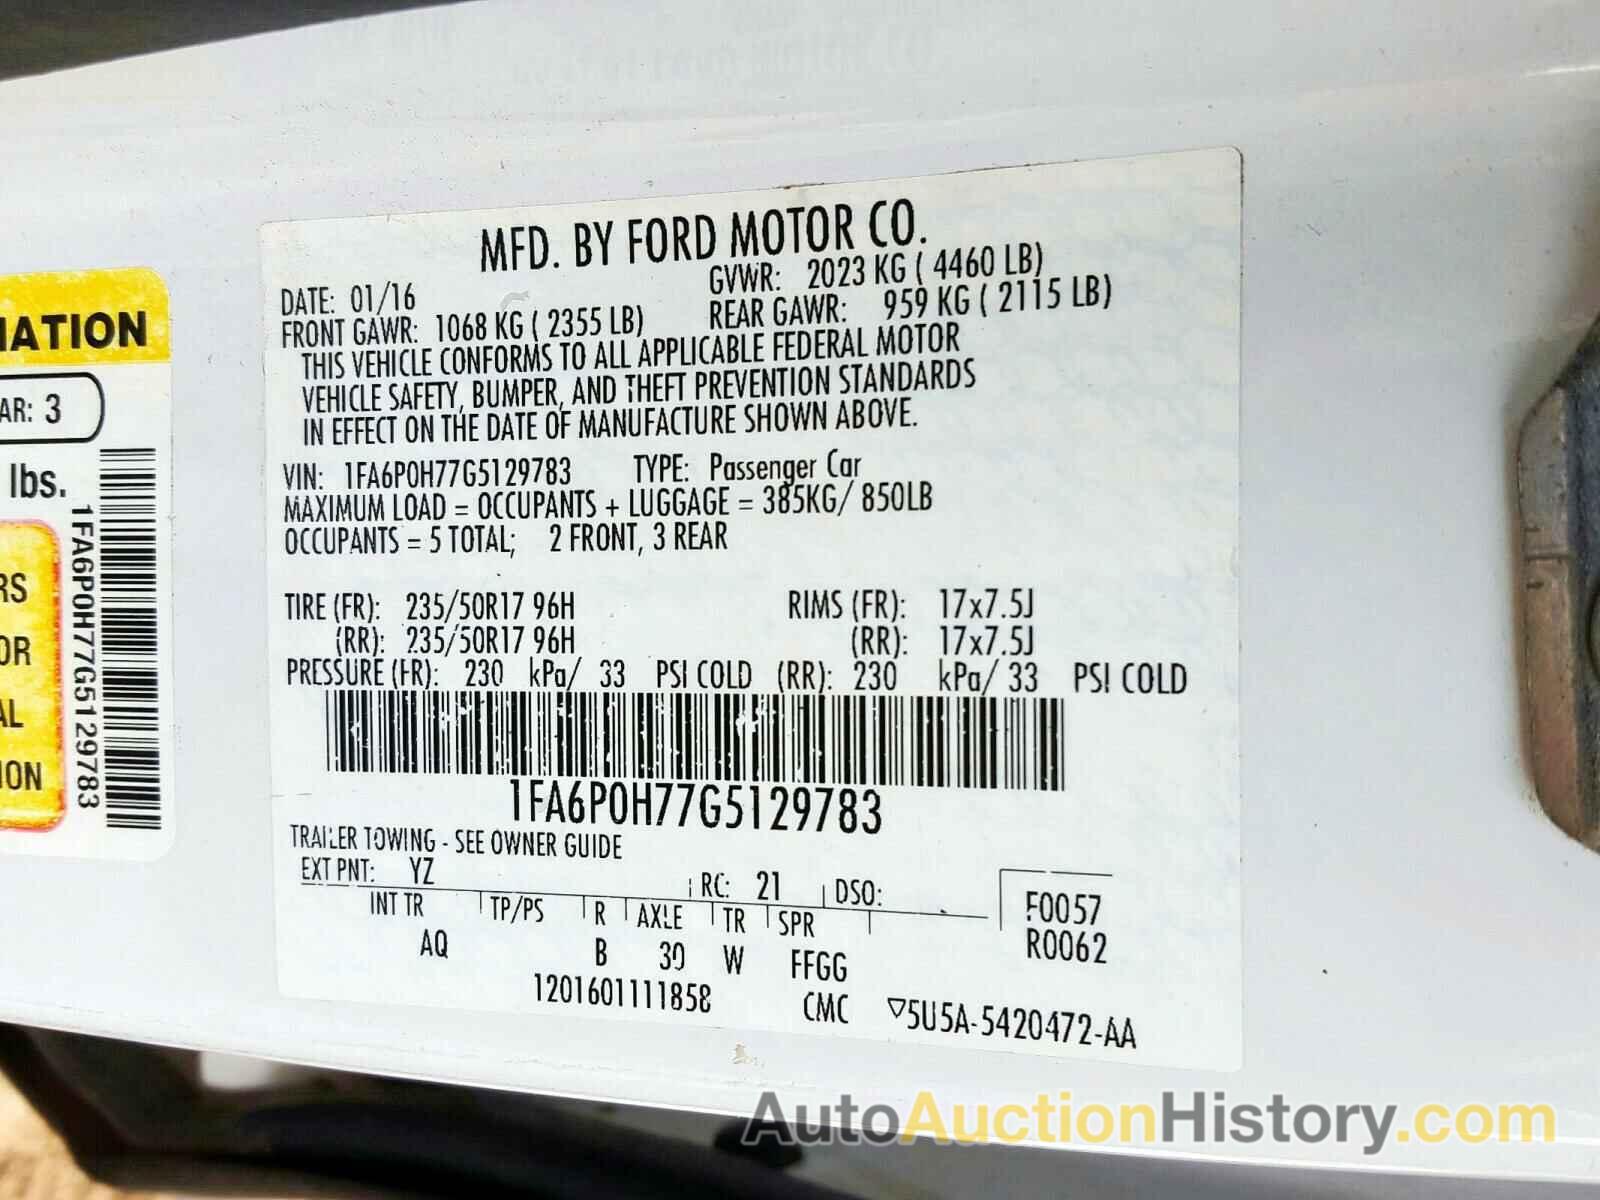 MFD. BY FORD MOTOR CO.
DATE: 01/16 GVWR: 2023 KG ( 4460 LB)
FRONT GAWR: 1068 KG ( 2355 LB) REAR GAWR: 959 KG ( 2115 LB)
THIS VEHICLE CONFORMS TO ALL APPLICABLE FEDERAL MOTOR
VEHICLE SAFETY, BUMPER, AND THEFT PREVENTION STANDARDS
IN EFFECT ON THE DATE OF MANUFACTURE SHOWN ABOVE.
VIN: 1FA6P0H77G5129783 TYPE: Passenger Car
MAXIMUM LOAD = OCCUPANTS + LUGGAGE = 385KG/ 850LB
OCCUPANTS = 5 TOTAL; 2 FRONT, 3 REAR
TIRE (FR): 235/50R17 96H RIMS (FR): 17x7.5J
(RR): 235/50R17 96H (RR): 17x7.5J
PRESSURE (FR): 230 kPa/ 33 PSI COLD (RR): 230 kPa/ 33 PSI COLD
1FA6P0H77G5129783
TRAILER TOWING - SEE OWNER GUIDE
EXT PNT: YZ RC: 21 DSO:
INT TR TP/PS R AXLE TR SPR
AQ B 30 W FFGG
F0057
R0062
1201601111858 CMC ▽5U5A-5420472-AA
MATION
AR: 3
lbs.
RS
OR
AL
ION
1FA6P0H77G5129783
AutoAuctionHistory.com